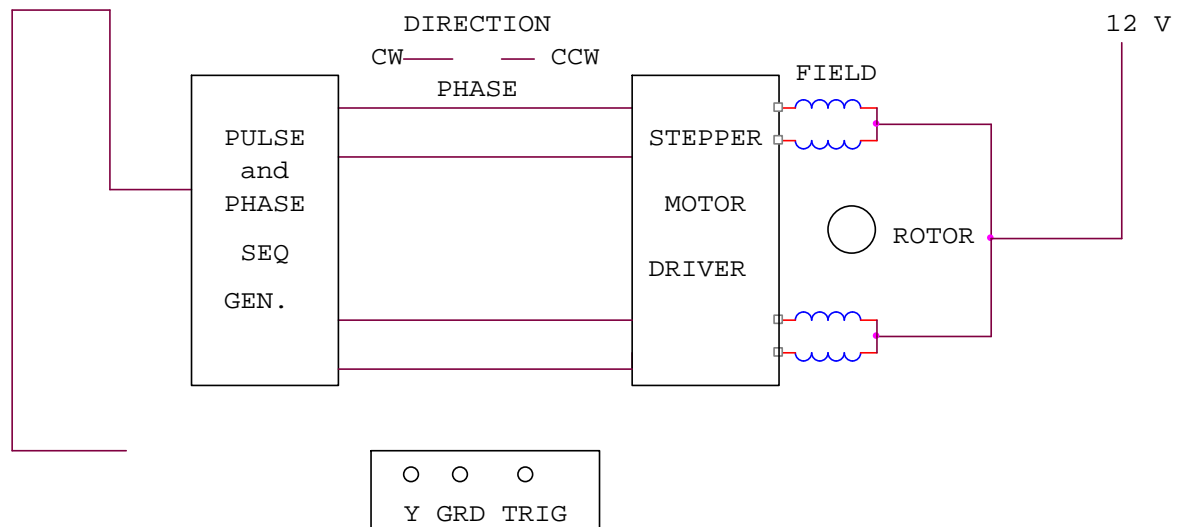 DIRECTION
CW CCW
PHASE
12 V
FIELD
PULSE
and
PHASE
SEQ
GEN.
STEPPER
MOTOR
DRIVER
ROTOR
Y GRD TRIG